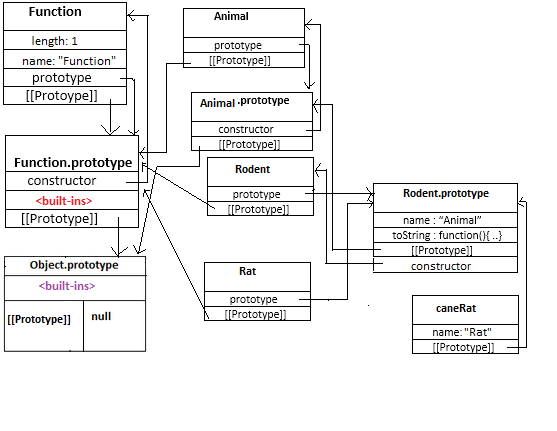 Function
length: 1
name: "Function"
prototype
[[Protoype]]
Function.prototype
constructor
<built-ins>
[[Prototype]]
Object.prototype
<built-ins>
[[Prototype]]
null
Animal
prototype
[[Prototype]]
Animal .prototype
constructor
[[Prototype]]
Rodent
prototype
[[Prototype]]
Rat
prototype
[[Prototype]]
Rodent.prototype
name : “Animal”
toString : function(){ ..}
[[Prototype]]
constructor
caneRat
name: "Rat"
[[Prototype]]